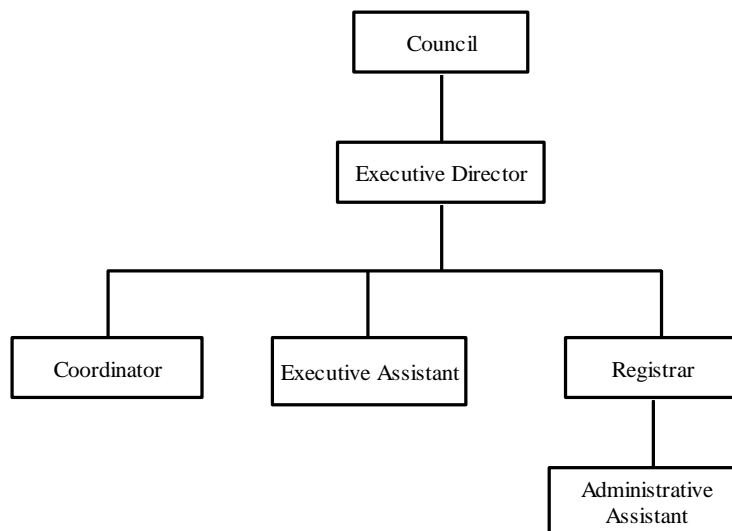 Council
Executive Director
Coordinator
Executive Assistant
Registrar
Administrative
Assistant